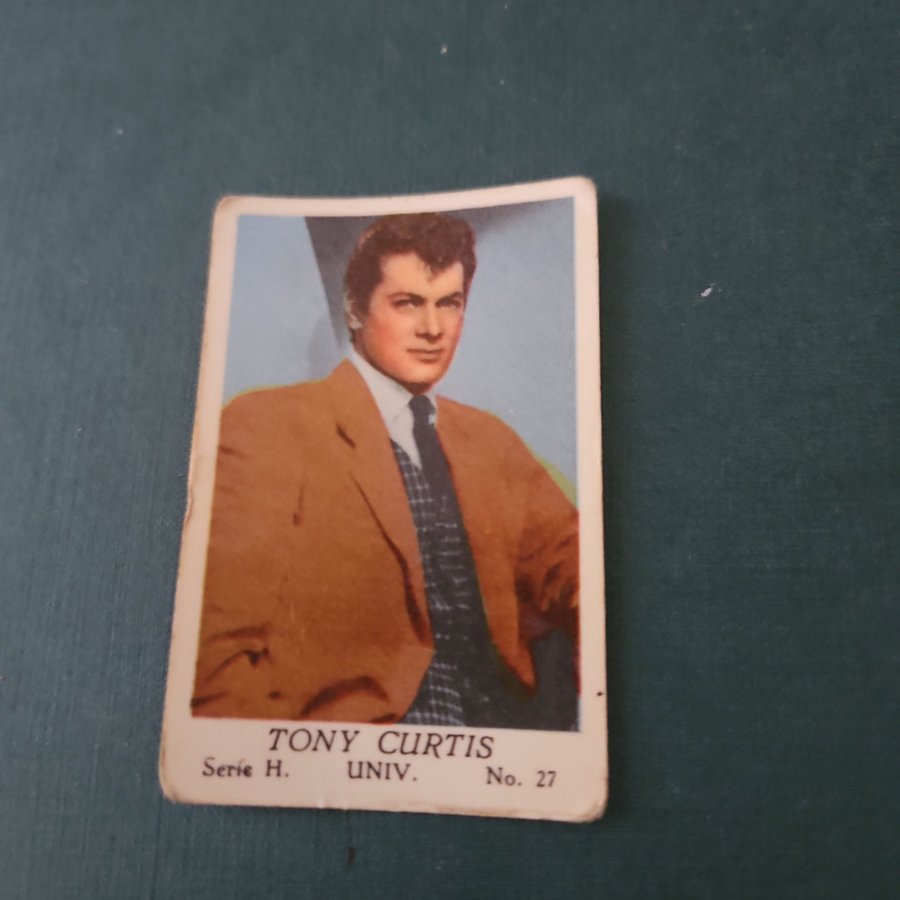 TONY CURTIS
Serie H. UNIV. No. 27